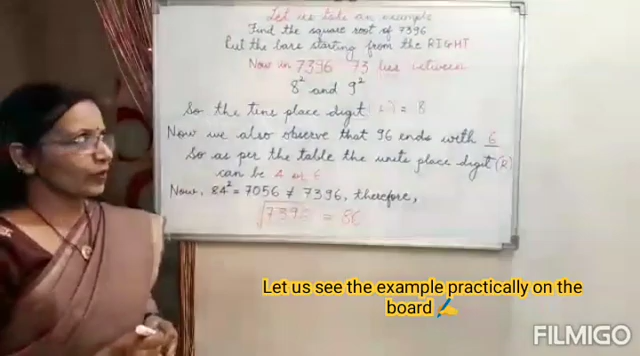 Let us take an example
Find the square root of 7396
Put the bars starting from the RIGHT
Now in 7396 73 lies between
8² and 9²
So the tens place digit = 8
Now we also observe that 96 ends with 6
So as per the table the units place digit (R)
can be 4 or 6
Now, 84² = 7056 ≠ 7396, therefore,
√7396 = 86
Let us see the example practically on the
board ✍️
FILMIGO